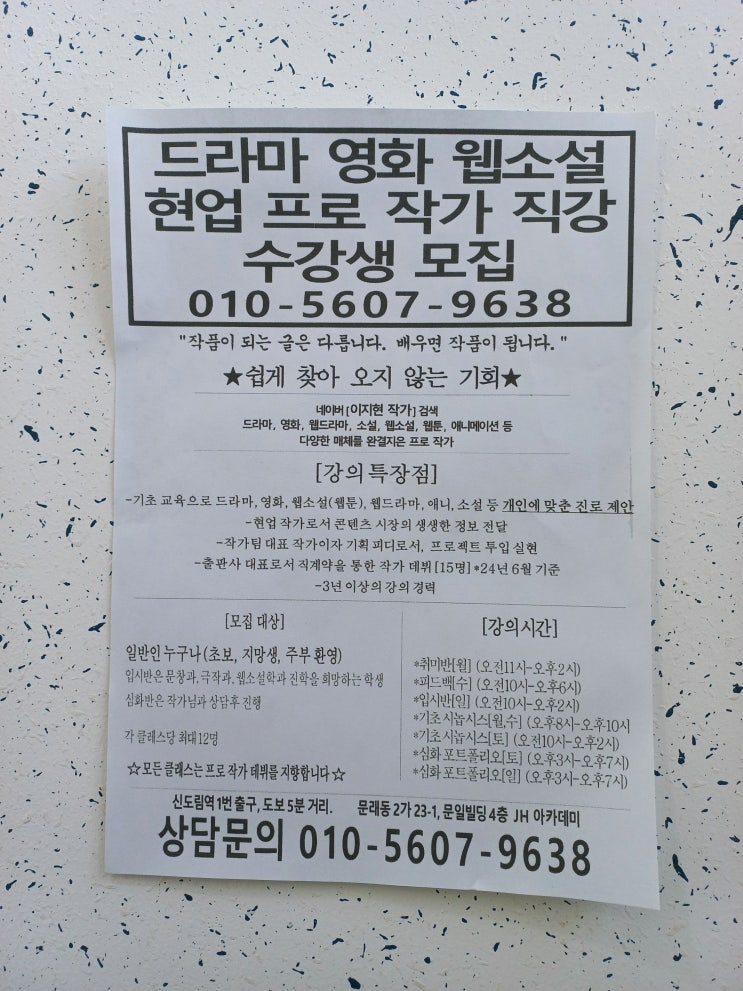 드라마 영화 웹소설
현업 프로 작가 직강
수강생 모집
010-5607-9638
"작품이 되는 글은 다릅니다. 배우면 작품이 됩니다."
★쉽게 찾아 오지 않는 기회★
네이버 [이지현 작가] 검색
드라마, 영화, 웹드라마, 소설, 웹소설, 웹툰, 애니메이션 등
다양한 매체를 완결지은 프로 작가
[강의 특장점]
-기초 교육으로 드라마, 영화, 웹소설(웹툰), 웹드라마, 애니, 소설 등 개인에 맞춘 진로 제안
-현업 작가로서 콘텐츠 시장의 생생한 정보 전달
-작가팀 대표 작가이자 기획 피디로서, 프로젝트 투입 실현
-출판사 대표로서 직계약을 통한 작가 데뷔 [15명] *24년 6월 기준
-3년 이상의 강의 경력
[모집 대상]
일반인 누구나 (초보, 지망생, 주부 환영)
입시반은 문창과, 극작과, 웹소설학과 진학을 희망하는 학생
심화반은 작가님과 상담후 진행
각 클레스당 최대 12명
☆모든 클레스는 프로 작가 데뷔를 지향합니다☆
[강의시간]
*취미반[월] (오전11시-오후2시)
*피드백[수] (오전10시-오후6시)
*입시반[일] (오전10시-오후2시)
*기초 시놉시스[월,수] (오후8시-오후10시
*기초 시놉시스[토] (오전10시-오후2시)
*심화 포트폴리오[토] (오후3시-오후7시)
*심화 포트폴리오[일] (오후3시-오후7시)
신도림역 1번 출구, 도보 5분 거리. 문래동 2가 23-1, 문일빌딩 4층 JH 아카데미
상담문의 010-5607-9638